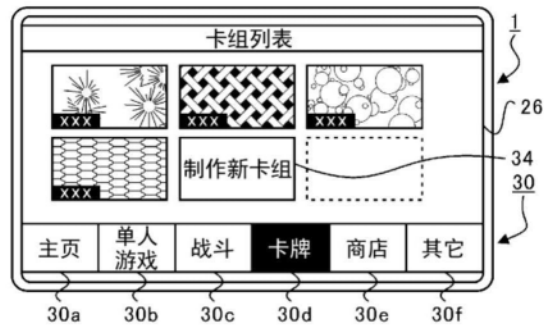 卡组列表
1
XXX
XXX
XXX
26
XXX
制作新卡组
34
30
主页
单人
游戏
战斗
卡牌
商店
其它
30a
30b
30c
30d
30e
30f